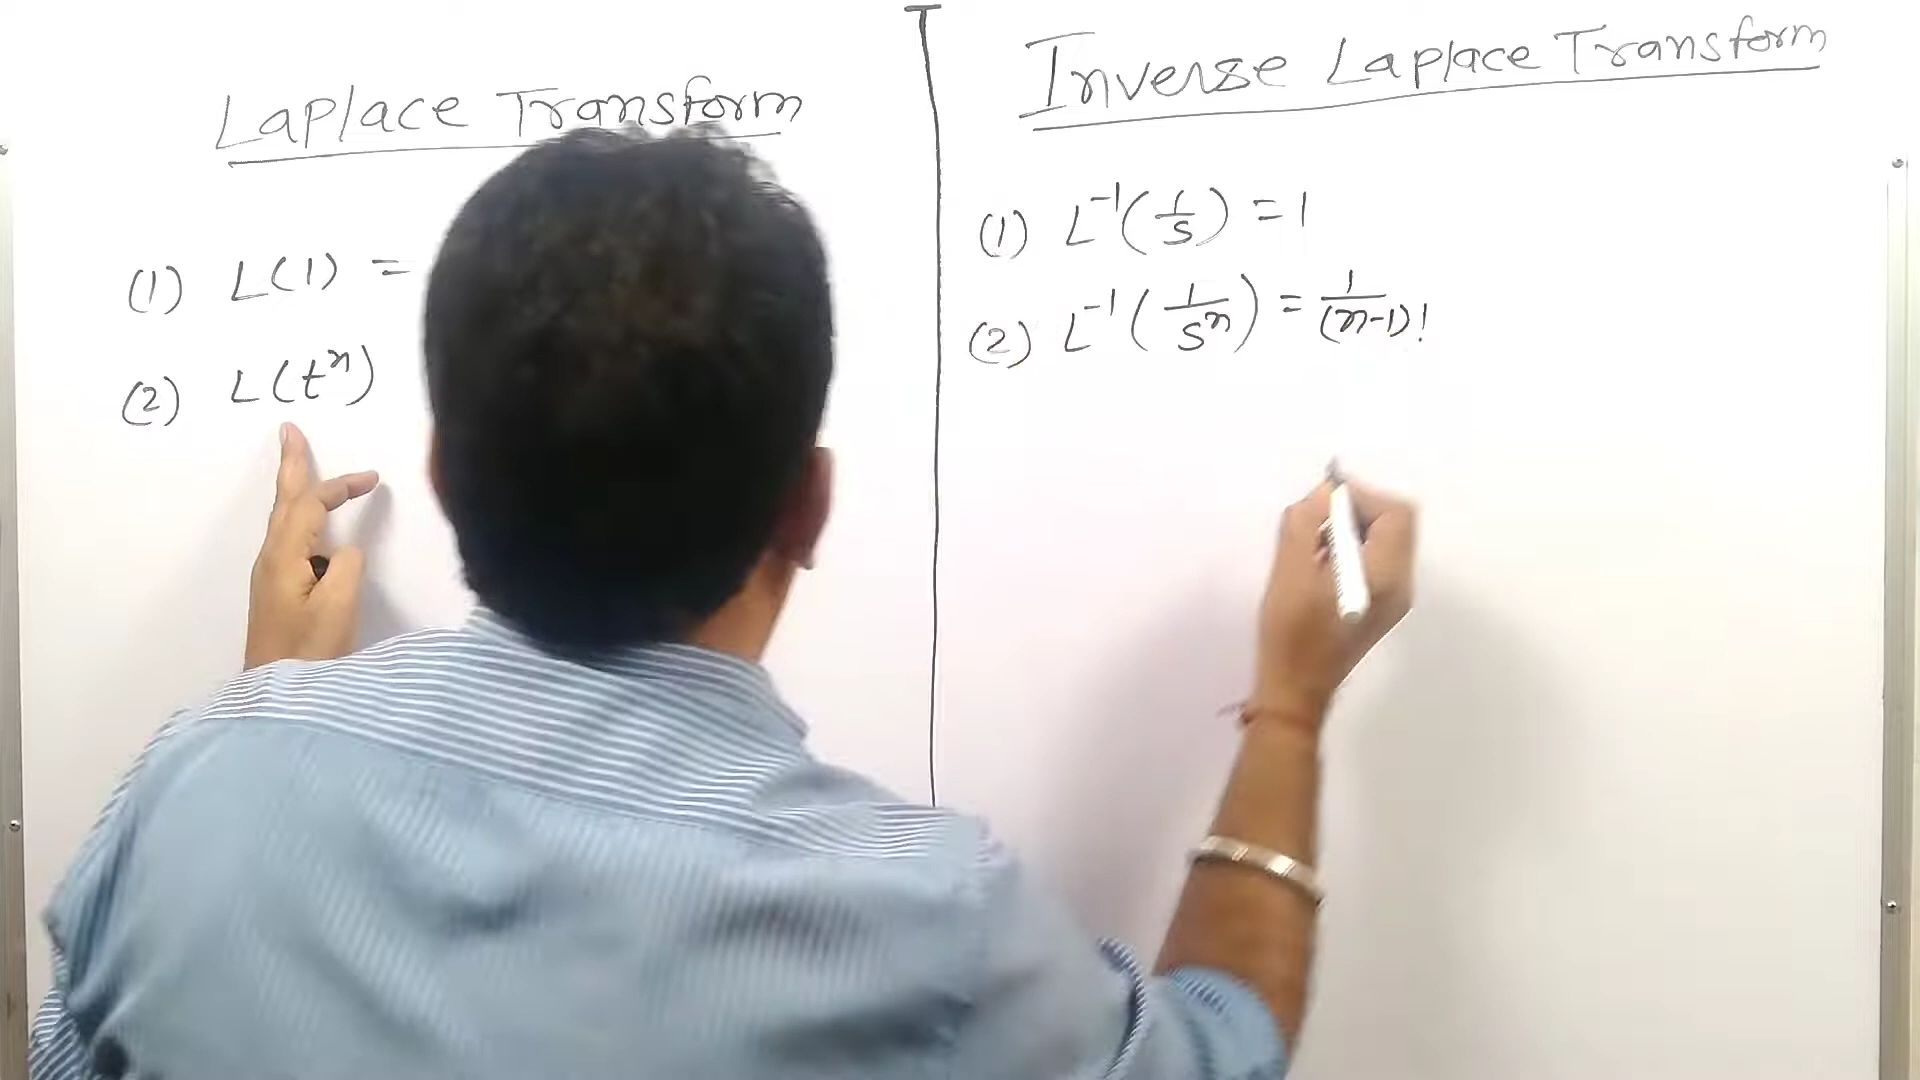 Laplace Transform
(1) L(1) =
(2) L(tⁿ)
Inverse Laplace Transform
(1) L⁻¹(1/s) = 1
(2) L⁻¹(1/sⁿ) = 1/(n-1)!